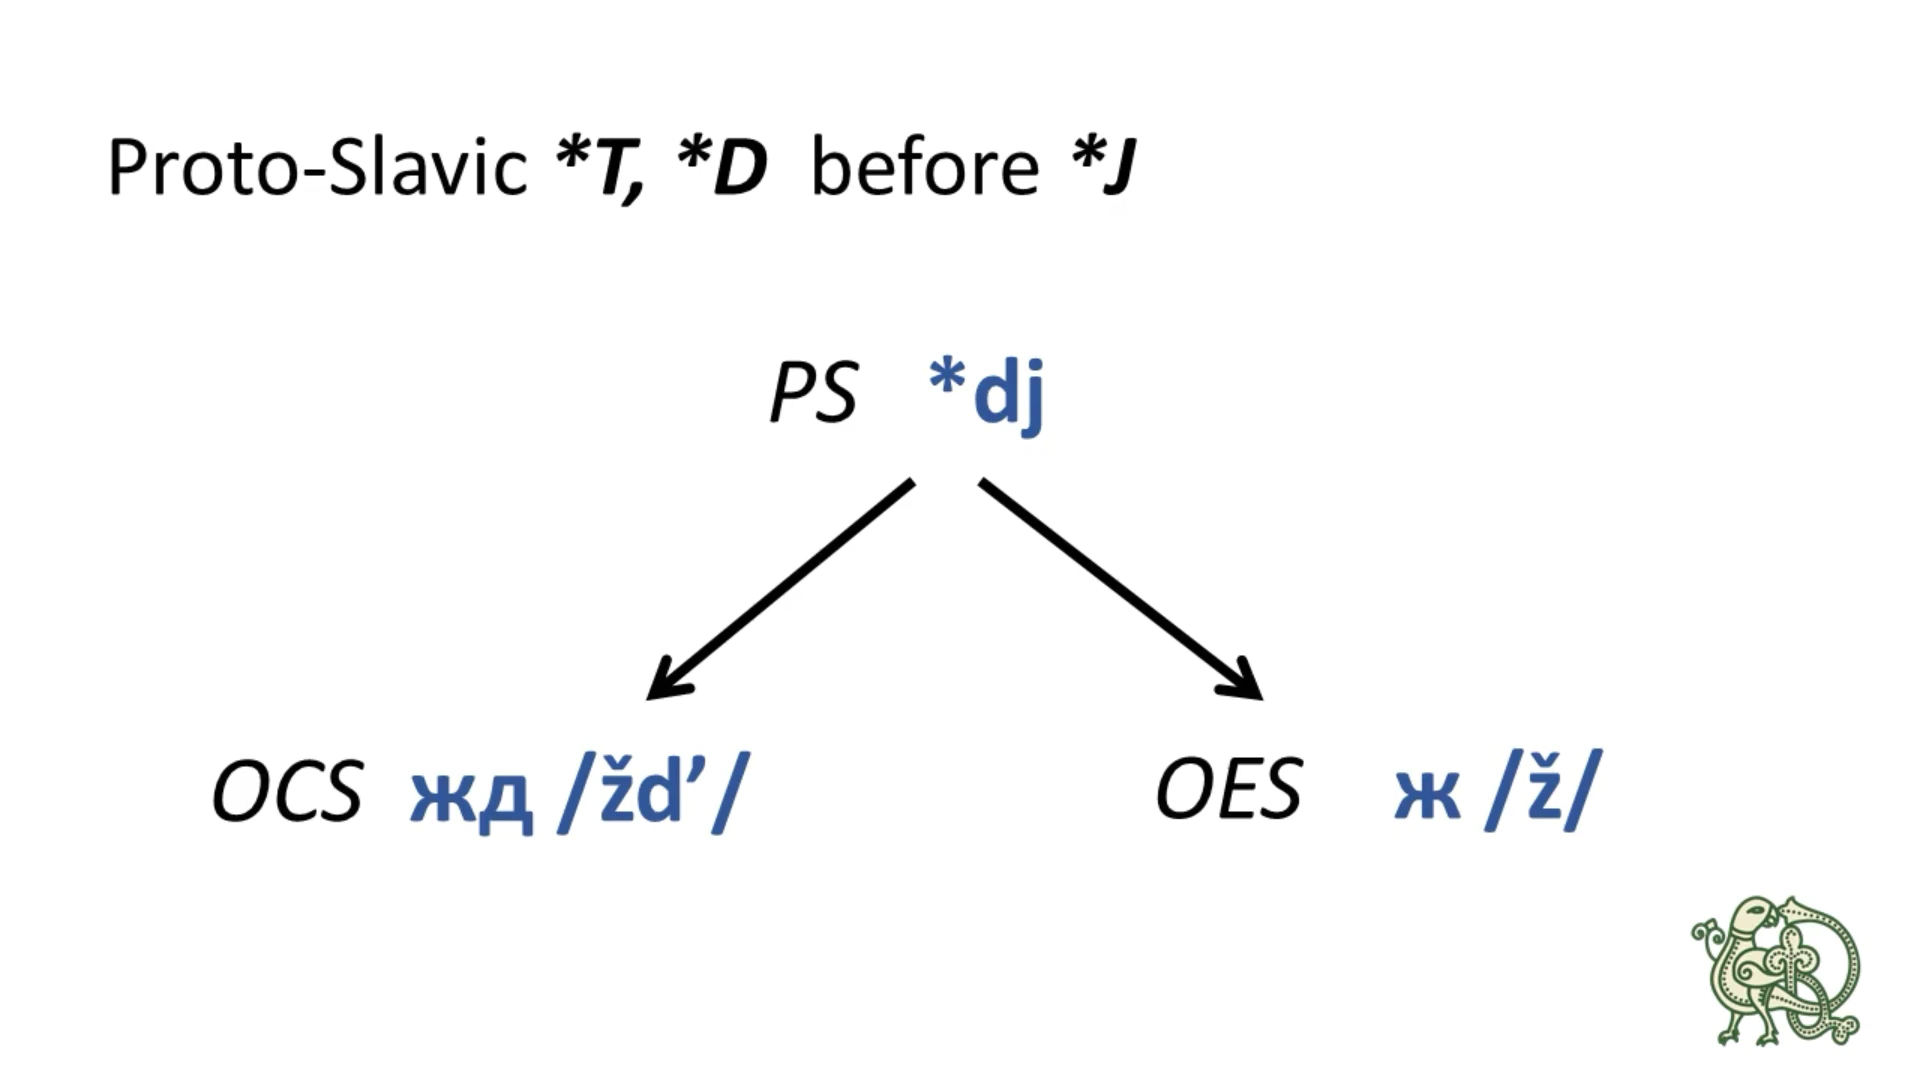 Proto-Slavic *T, *D before *J
PS *dj
OCS жд /žd’/
OES ж /ž/